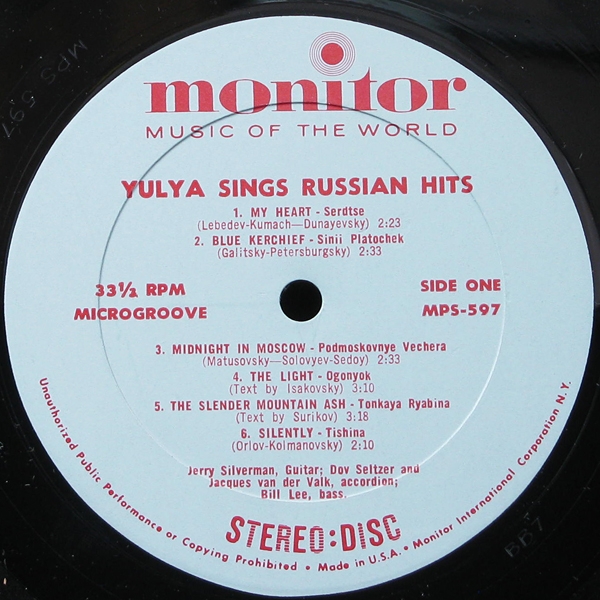 monitor
MUSIC OF THE WORLD
YULYA SINGS RUSSIAN HITS
1. MY HEART - Serdtse
(Lebedev-Kumach—Dunayevsky) 2:23
2. BLUE KERCHIEF - Sinii Platochek
(Galitsky-Petersburgsky) 2:33
33⅓ RPM
MICROGROOVE
SIDE ONE
MPS-597
3. MIDNIGHT IN MOSCOW - Podmoskovnye Vechera
(Matusovsky—Solovyev-Sedoy) 2:33
4. THE LIGHT - Ogonyok
(Text by Isakovsky) 3:10
5. THE SLENDER MOUNTAIN ASH - Tonkaya Ryabina
(Text by Surikov) 3:18
6. SILENTLY - Tishina
(Orlov-Kolmanovsky) 2:10
Jerry Silverman, Guitar; Dov Seltzer and
Jacques van der Valk, accordion;
Bill Lee, bass.
STEREO:DISC
Unauthorized Public Performance or Copying Prohibited • Made in U.S.A. • Monitor International Corporation N.Y.
MPS 597